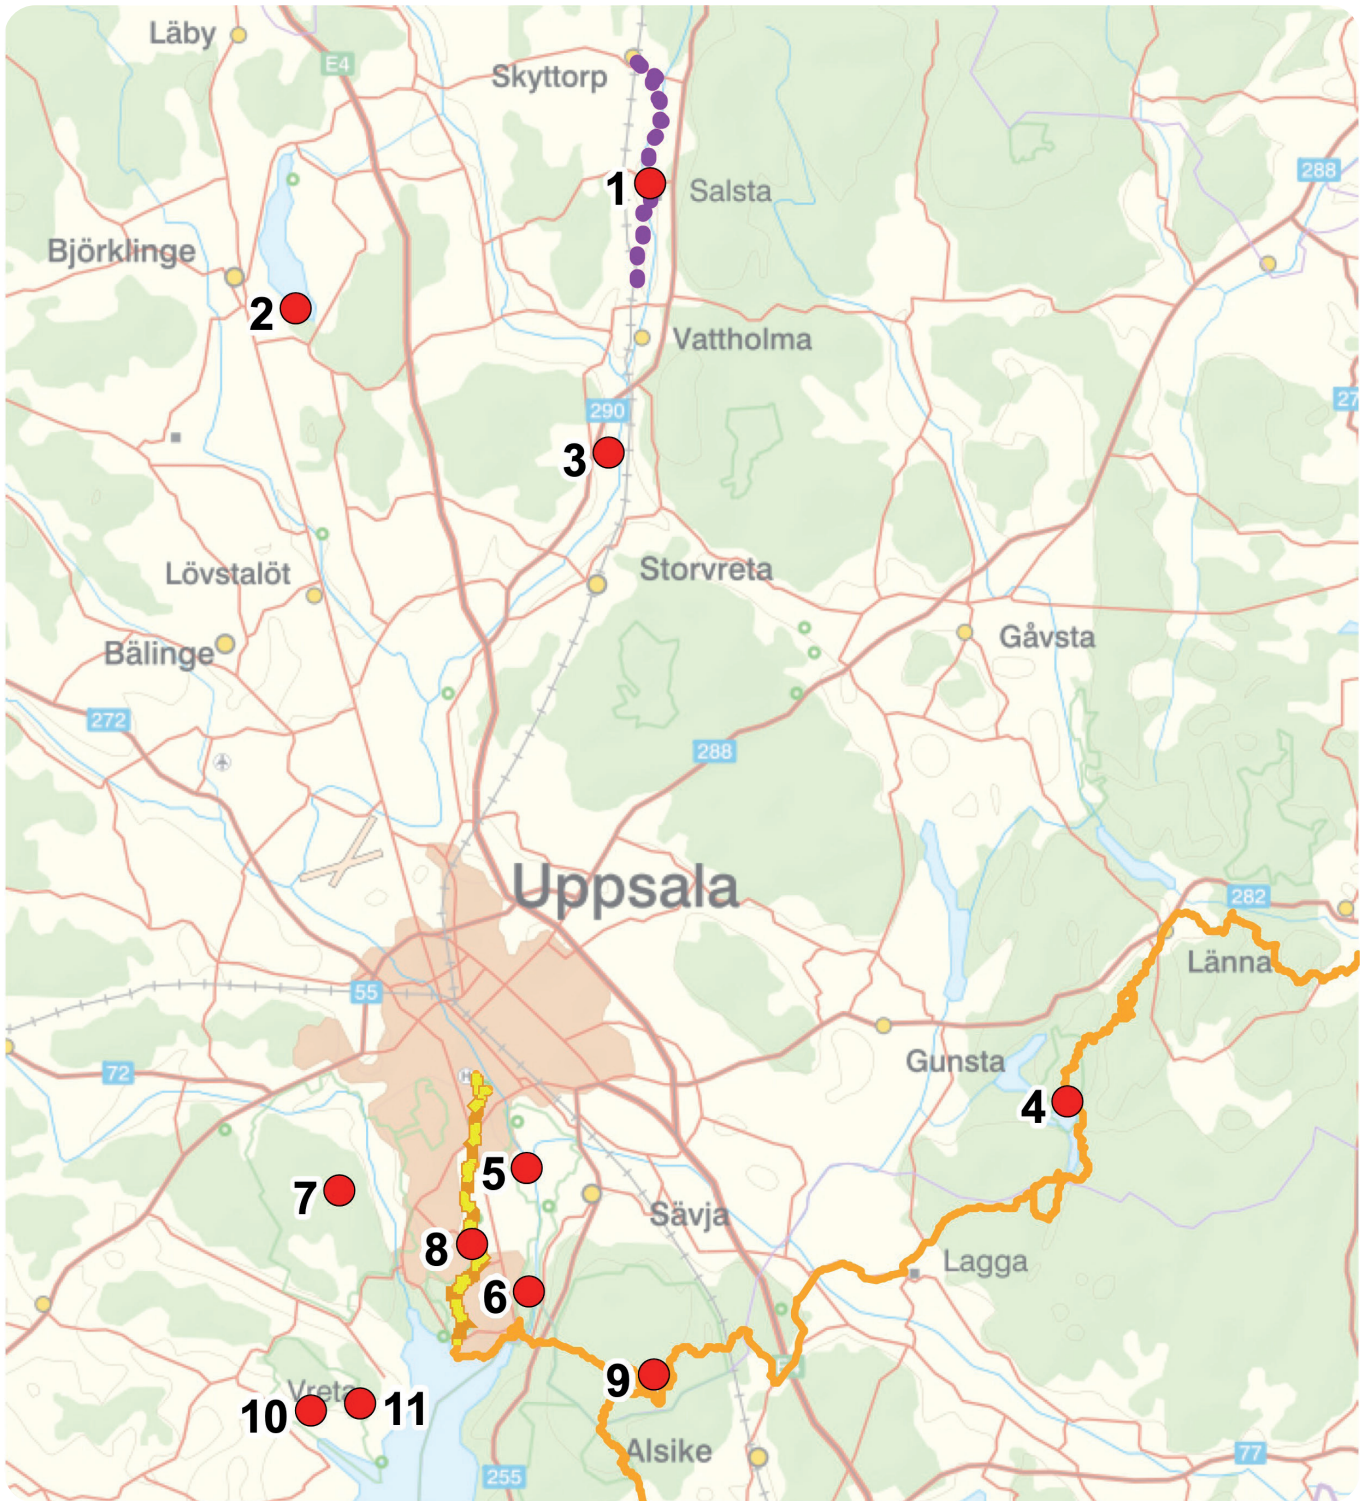 Läby
E4
Skyttorp
288
1
Salsta
Björklinge
2
Vattholma
27
290
3
Storvreta
Lövstalöt
Gåvsta
Bälinge
272
288
Uppsala
282
Länna
55
Gunsta
72
H
4
5
7
Sävja
8
Lagga
6
9
Vreta
10
11
Alsike
77
255